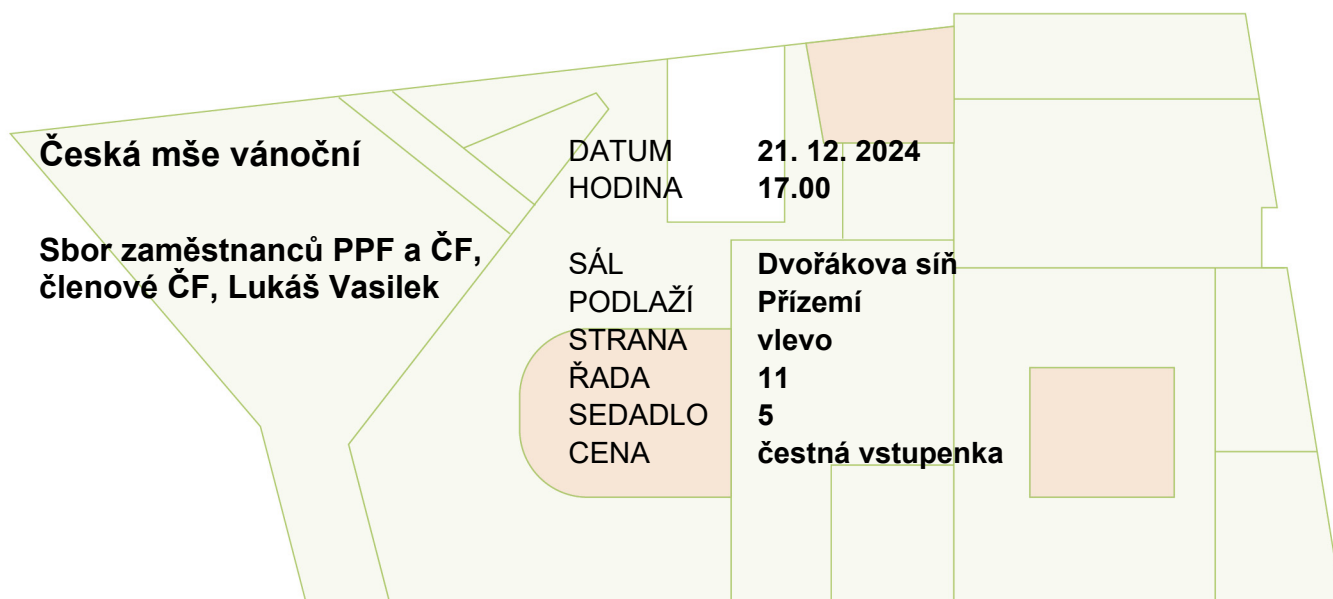 Česká mše vánoční
Sbor zaměstnanců PPF a ČF,
členové ČF, Lukáš Vasilek
DATUM 21. 12. 2024
HODINA 17.00
SÁL Dvořákova síň
PODLAŽÍ Přízemí
STRANA vlevo
ŘADA 11
SEDADLO 5
CENA čestná vstupenka